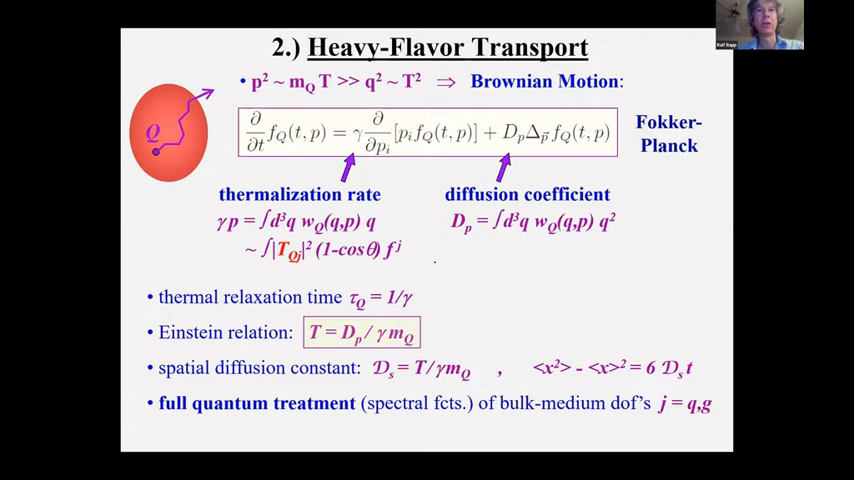 2.) Heavy-Flavor Transport
• p² ~ m_Q T >> q² ~ T² ⇒ Brownian Motion:
Q
∂/∂t f_Q(t,p) = γ ∂/∂p_i [p_i f_Q(t,p)] + D_p Δ_p⃗ f_Q(t,p)
Fokker-
Planck
thermalization rate
diffusion coefficient
γ p = ∫d³q w_Q(q,p) q
D_p = ∫d³q w_Q(q,p) q²
~ ∫|T_Qj|² (1-cosθ) f^j
• thermal relaxation time τ_Q = 1/γ
• Einstein relation: T = D_p / γ m_Q
• spatial diffusion constant: 𝒟_s = T/γm_Q , <x²> - <x>² = 6 𝒟_s t
• full quantum treatment (spectral fcts.) of bulk-medium dof's j = q,g
Ralf Rapp